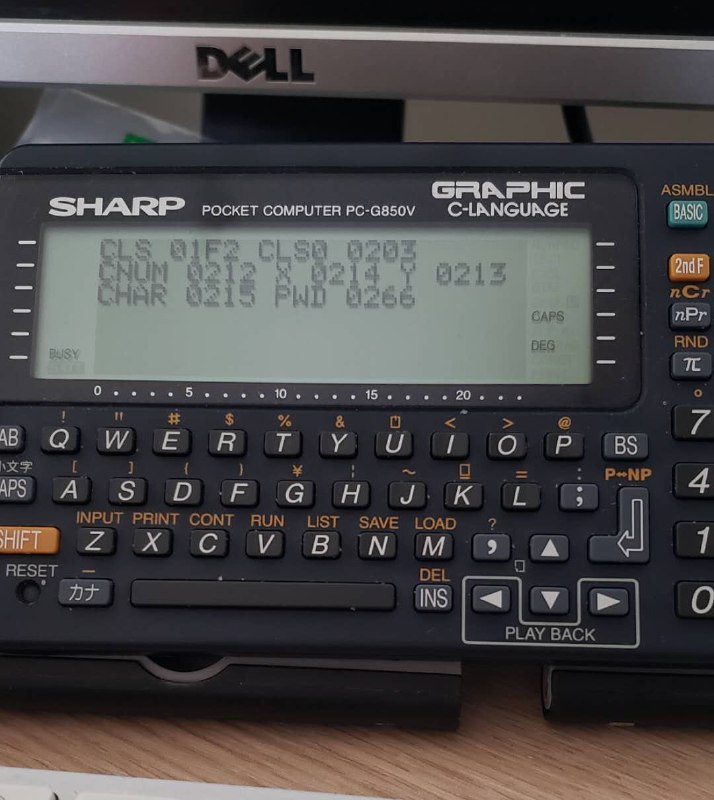 DELL
SHARP POCKET COMPUTER PC-G850V GRAPHIC C-LANGUAGE
ASMBL
BASIC
CLS 01F2 CLS0 0203
CNUM 0212 X 0214 Y 0213
CHAR 0215 PWD 0266
CAPS
BUSY
DEG
2nd F
nCr
nPr
RND
π
0 5 10 15 20
! " # $ % & < > @
AB Q W E R T Y U I O P BS 7
小文字 [ ] { } ¥ ¦ ~ = : P↔NP
APS A S D F G H J K L ; 4
INPUT PRINT CONT RUN LIST SAVE LOAD ?
SHIFT Z X C V B N M , ▲ 1
RESET DEL
カナ INS ◀ ▼ ▶ 0
PLAY BACK